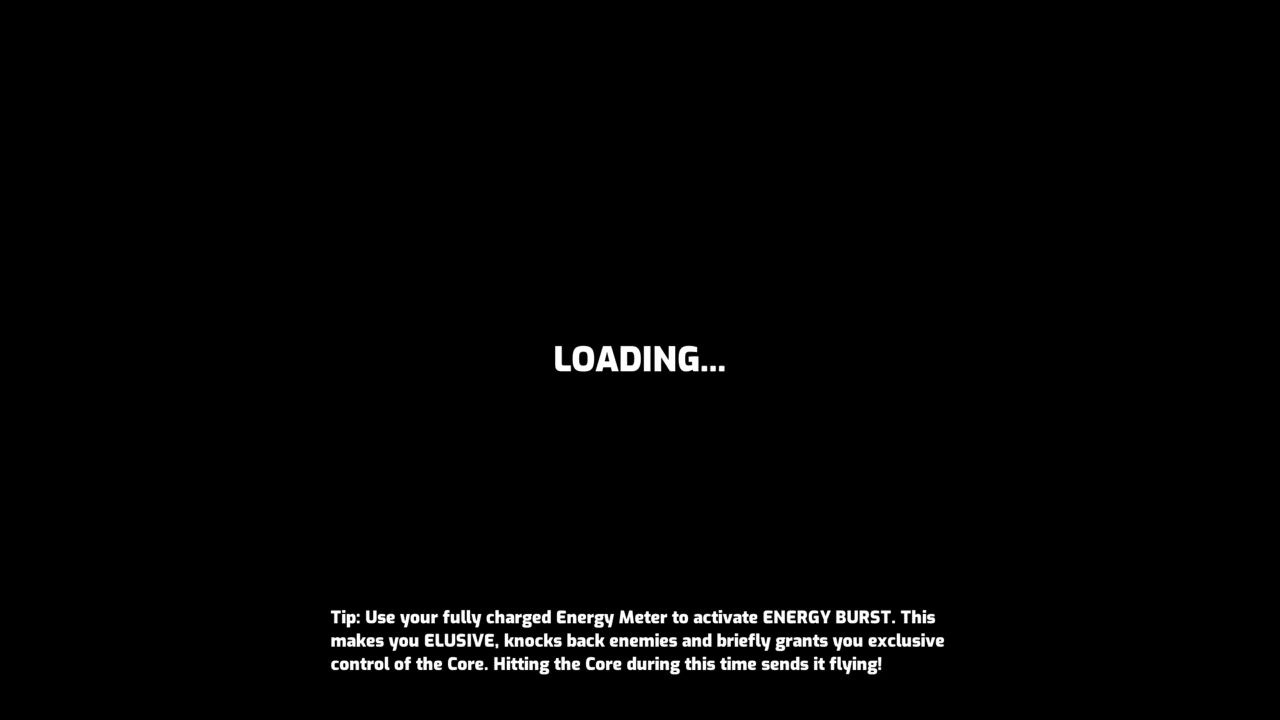 LOADING...
Tip: Use your fully charged Energy Meter to activate ENERGY BURST. This
makes you ELUSIVE, knocks back enemies and briefly grants you exclusive
control of the Core. Hitting the Core during this time sends it flying!